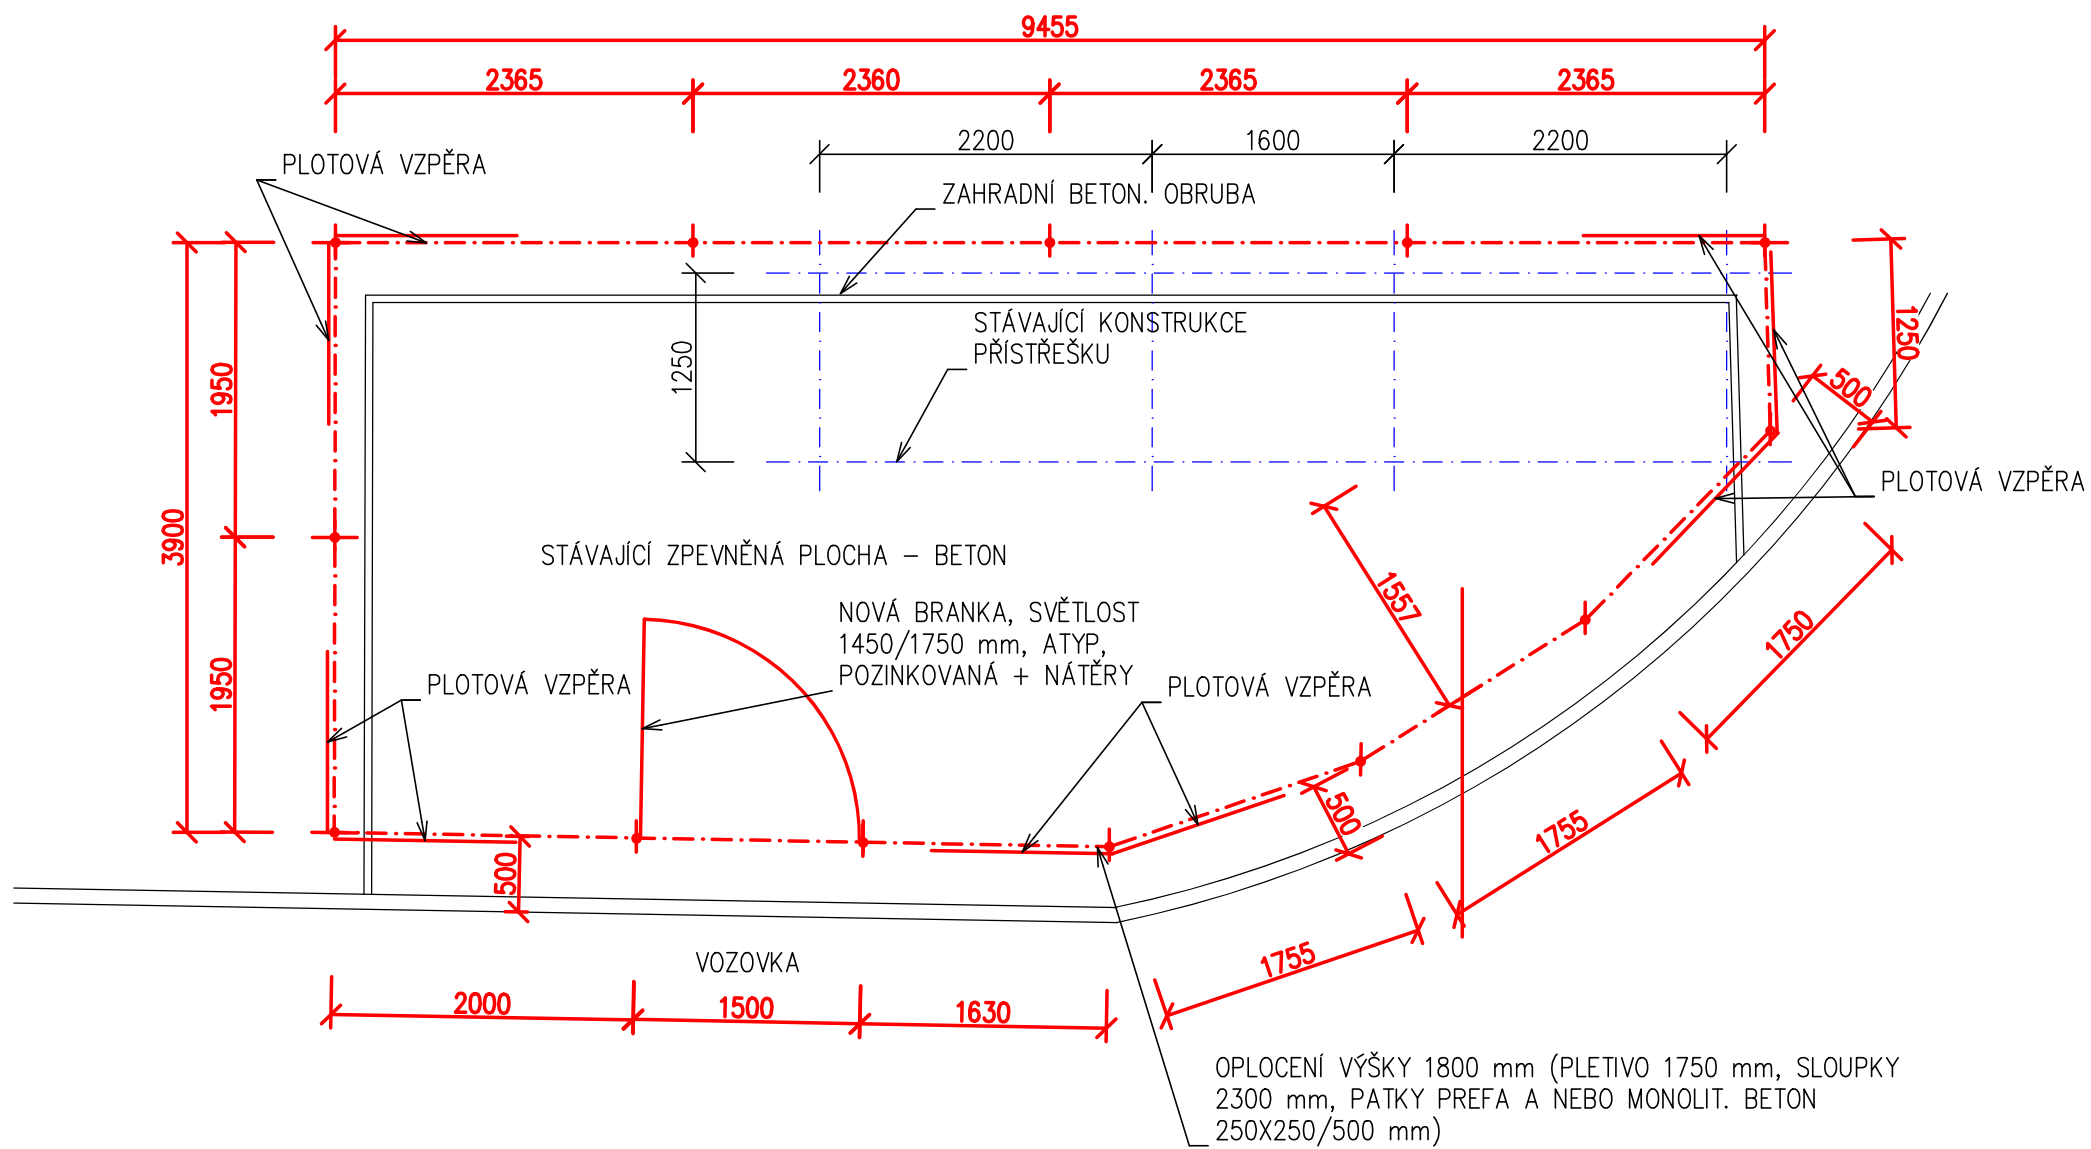 9455
2365
2360
2365
2365
2200
1600
2200
PLOTOVÁ VZPĚRA
ZAHRADNÍ BETON. OBRUBA
STÁVAJÍCÍ KONSTRUKCE
PŘÍSTŘEŠKU
1250
1250
500
1950
3900
1950
PLOTOVÁ VZPĚRA
STÁVAJÍCÍ ZPEVNĚNÁ PLOCHA – BETON
1557
NOVÁ BRANKA, SVĚTLOST
1450/1750 mm, ATYP,
POZINKOVANÁ + NÁTĚRY
1750
PLOTOVÁ VZPĚRA
PLOTOVÁ VZPĚRA
500
500
1755
VOZOVKA
1755
2000
1500
1630
OPLOCENÍ VÝŠKY 1800 mm (PLETIVO 1750 mm, SLOUPKY
2300 mm, PATKY PREFA A NEBO MONOLIT. BETON
250X250/500 mm)